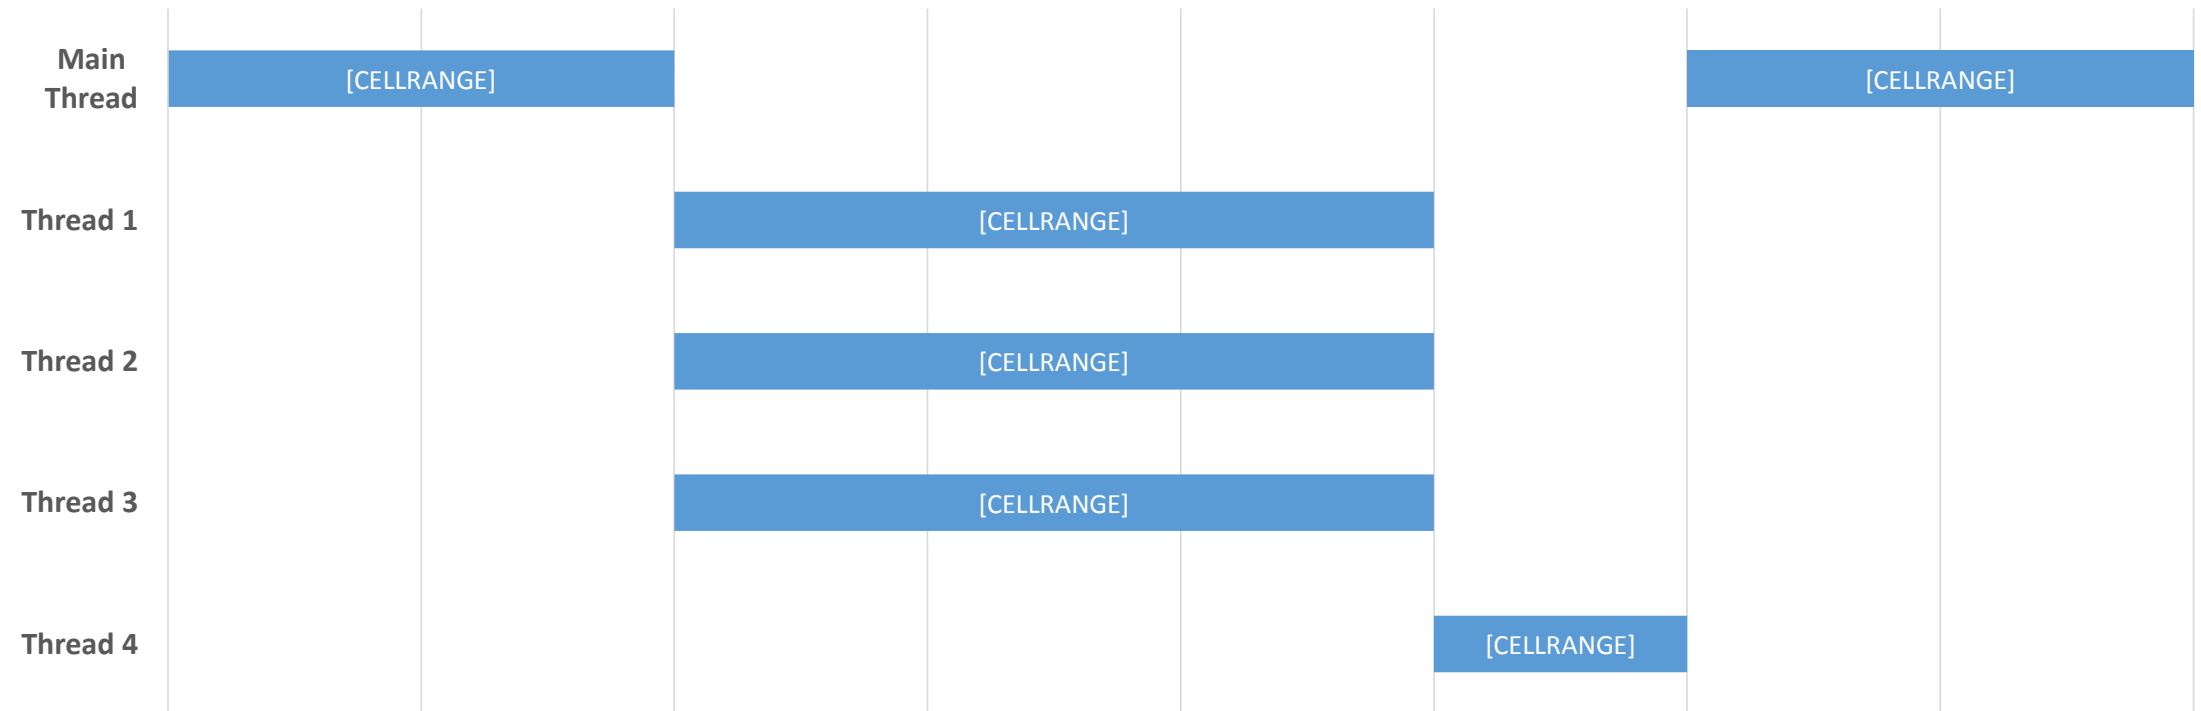 Main
Thread
[CELLRANGE]
[CELLRANGE]
Thread 1
[CELLRANGE]
Thread 2
[CELLRANGE]
Thread 3
[CELLRANGE]
Thread 4
[CELLRANGE]